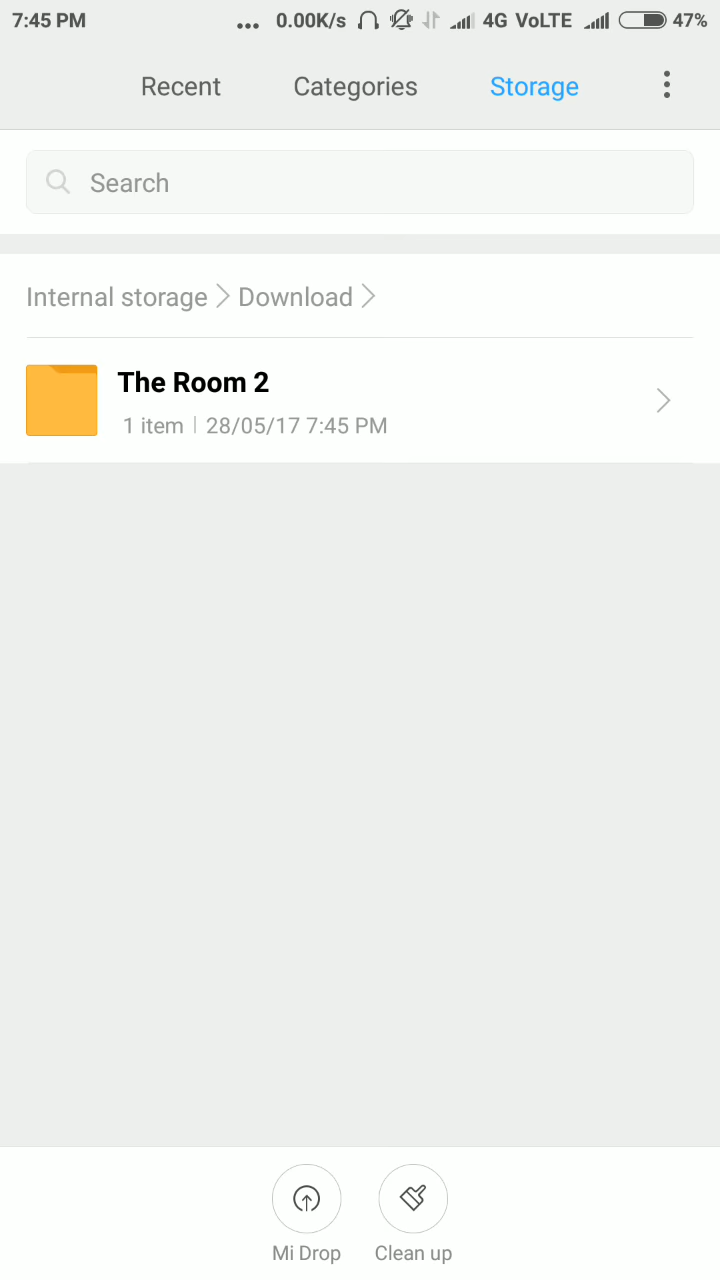 7:45 PM ... 0.00K/s 4G VoLTE 47%
Recent Categories Storage
Search
Internal storage Download
The Room 2
1 item 28/05/17 7:45 PM
Mi Drop Clean up